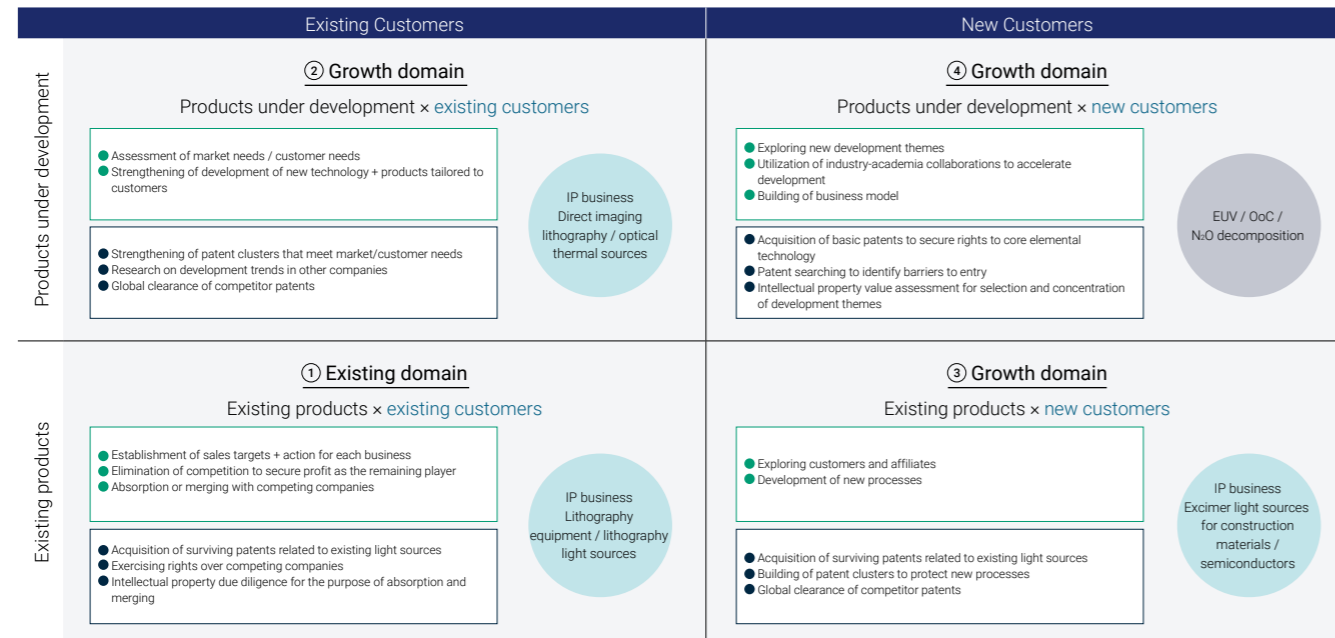 Existing Customers
New Customers
Products under development
② Growth domain
Products under development × existing customers
● Assessment of market needs / customer needs
● Strengthening of development of new technology + products tailored to
customers
● Strengthening of patent clusters that meet market/customer needs
● Research on development trends in other companies
● Global clearance of competitor patents
IP business
Direct imaging
lithography / optical
thermal sources
④ Growth domain
Products under development × new customers
● Exploring new development themes
● Utilization of industry-academia collaborations to accelerate
development
● Building of business model
● Acquisition of basic patents to secure rights to core elemental
technology
● Patent searching to identify barriers to entry
● Intellectual property value assessment for selection and concentration
of development themes
EUV / OoC /
N₂O decomposition
Existing products
① Existing domain
Existing products × existing customers
● Establishment of sales targets + action for each business
● Elimination of competition to secure profit as the remaining player
● Absorption or merging with competing companies
● Acquisition of surviving patents related to existing light sources
● Exercising rights over competing companies
● Intellectual property due diligence for the purpose of absorption and
merging
IP business
Lithography
equipment / lithography
light sources
③ Growth domain
Existing products × new customers
● Exploring customers and affiliates
● Development of new processes
● Acquisition of surviving patents related to existing light sources
● Building of patent clusters to protect new processes
● Global clearance of competitor patents
IP business
Excimer light sources
for construction
materials /
semiconductors